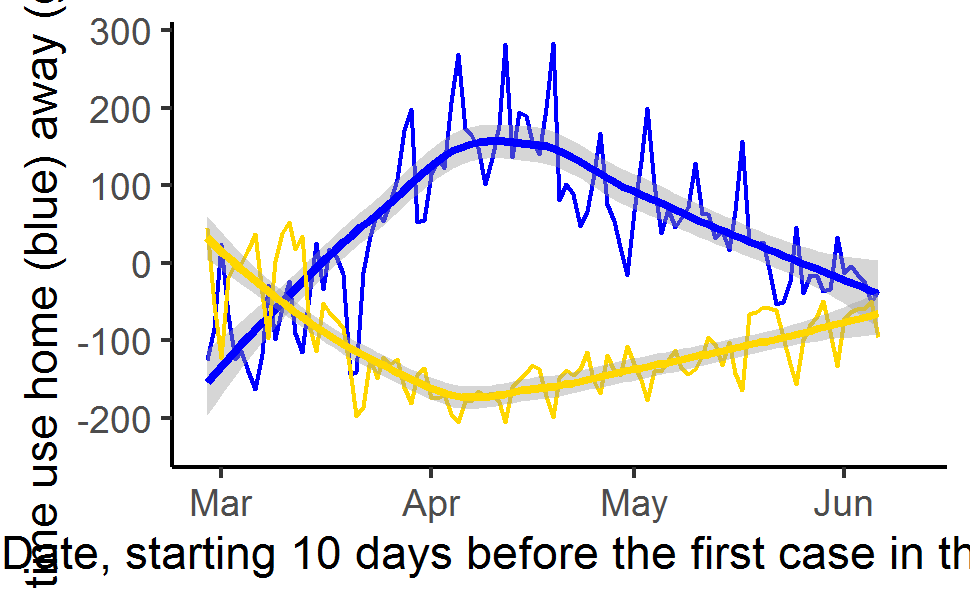 time use home (blue) away (
300
200
100
0
-100
-200
Mar Apr May Jun
Date, starting 10 days before the first case in th